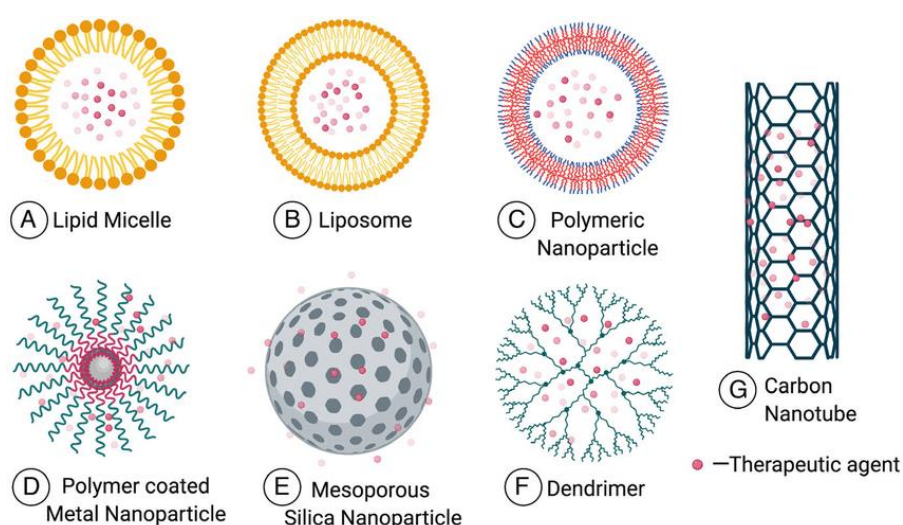 A Lipid Micelle
B Liposome
C Polymeric
Nanoparticle
D Polymer coated
Metal Nanoparticle
E Mesoporous
Silica Nanoparticle
F Dendrimer
G Carbon
Nanotube
—Therapeutic agent